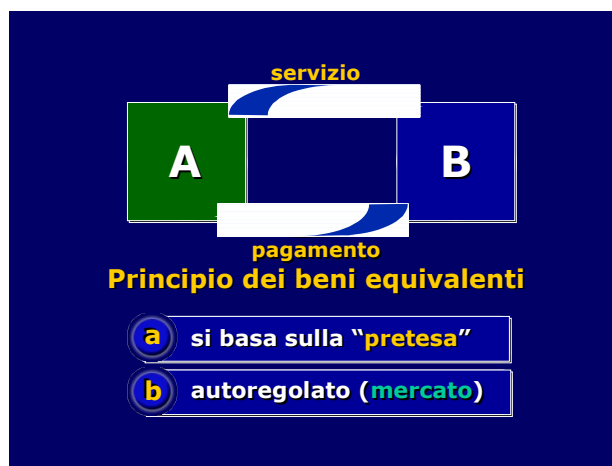 servizio
A
B
pagamento
Principio dei beni equivalenti
a si basa sulla “pretesa”
b autoregolato (mercato)